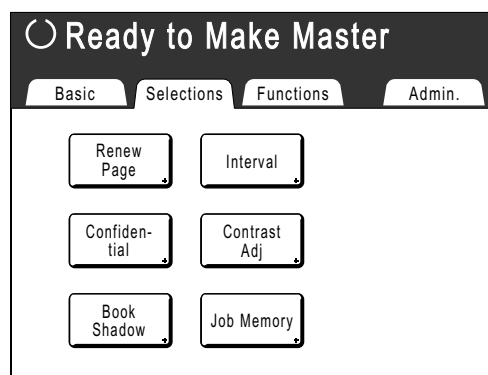 Ready to Make Master
Basic Selections Functions Admin.
Renew
Page
Interval
Confiden-
tial
Contrast
Adj
Book
Shadow
Job Memory